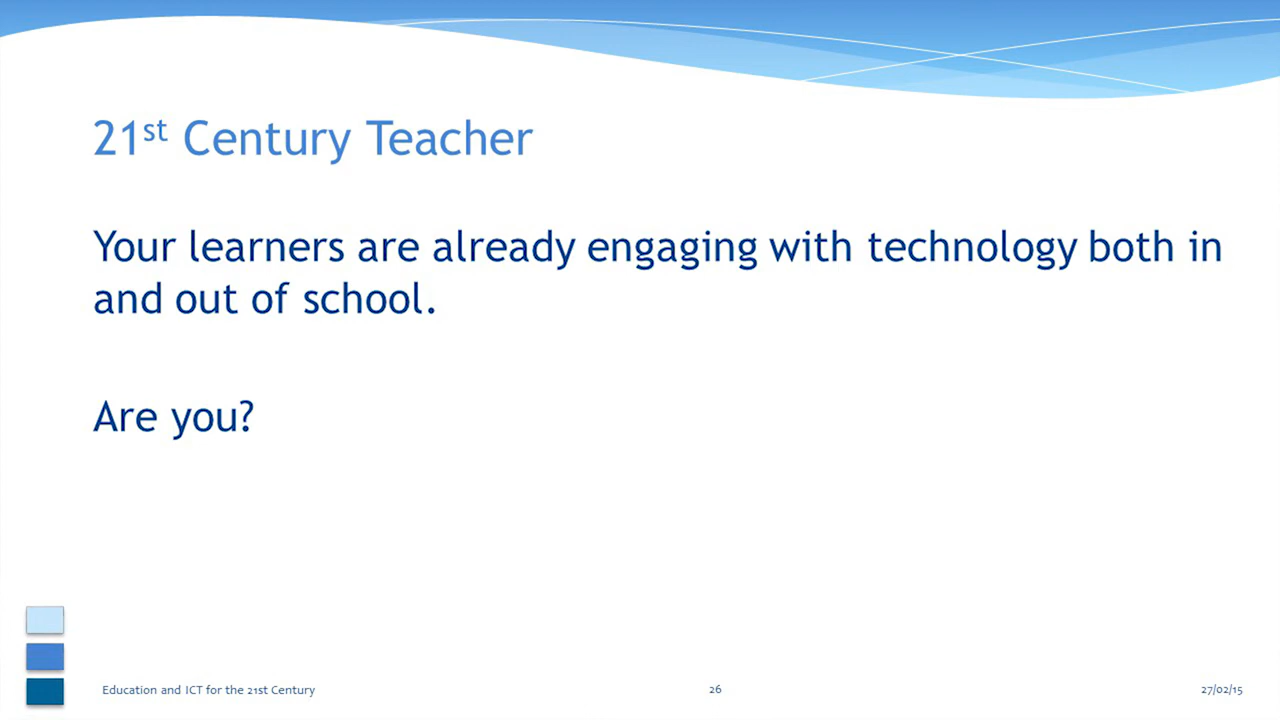 21st Century Teacher
Your learners are already engaging with technology both in
and out of school.
Are you?
Education and ICT for the 21st Century
26
27/02/15